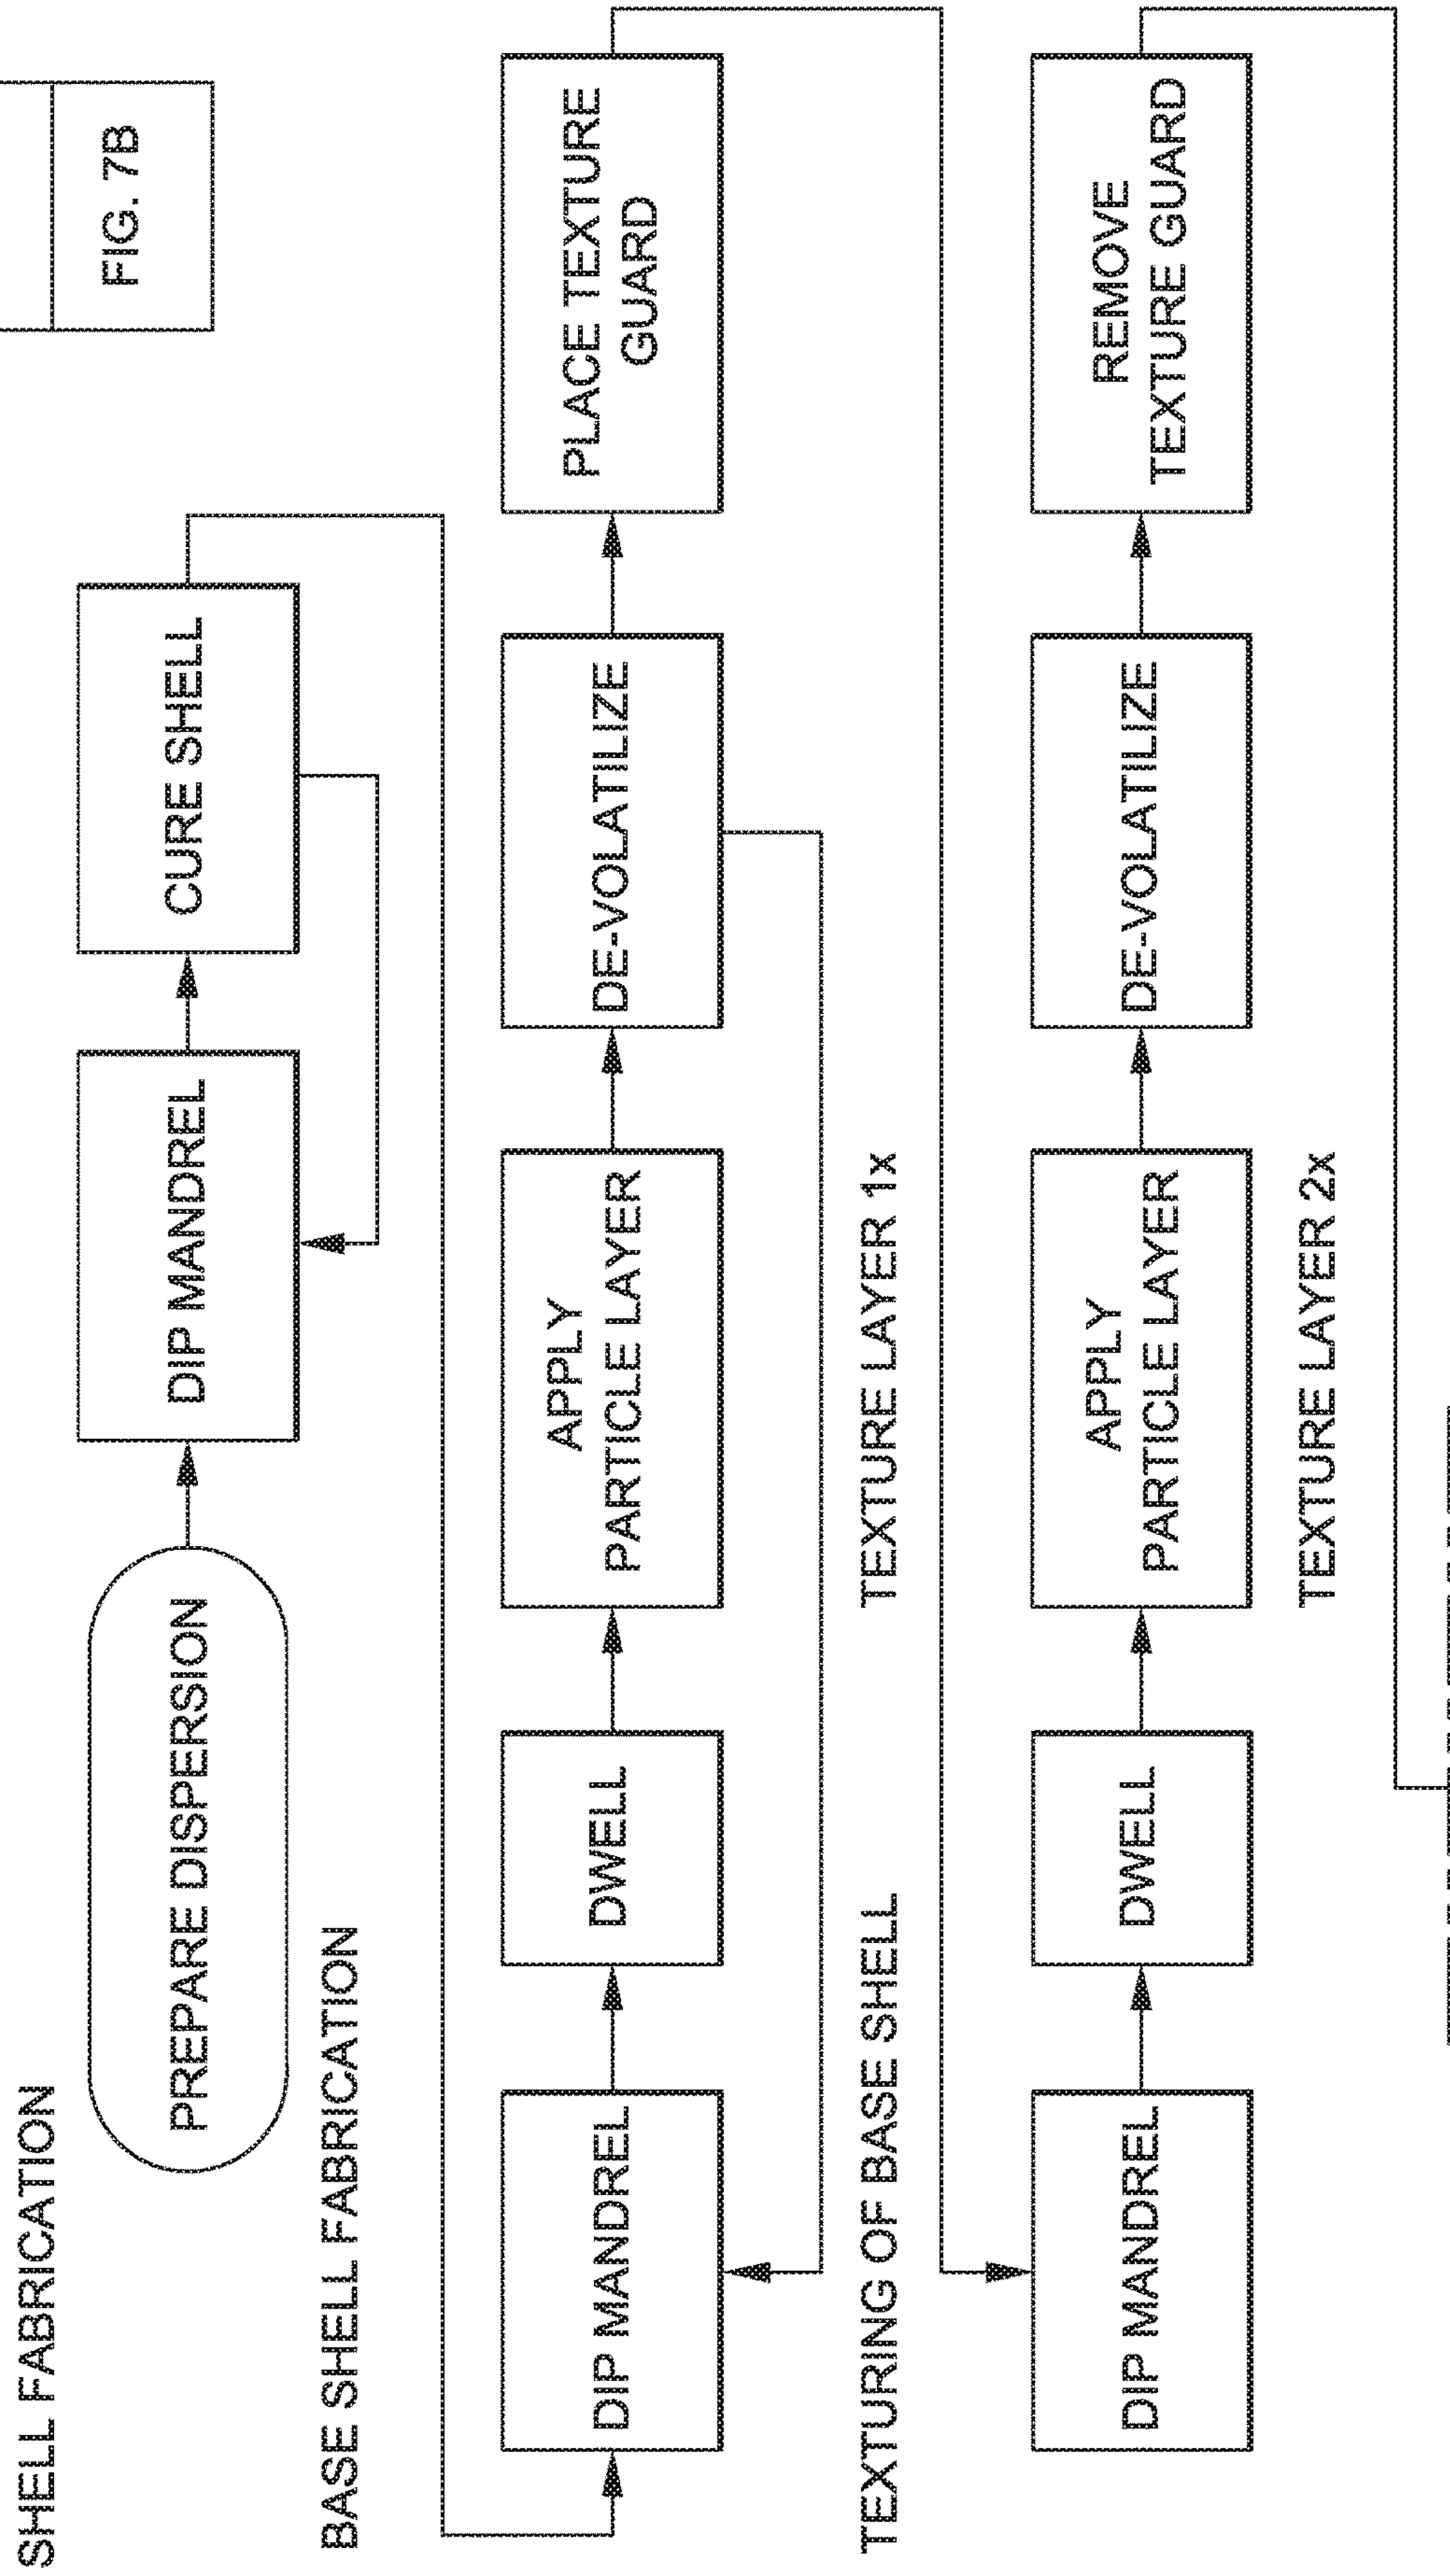 FIG. 7B
SHELL FABRICATION
PREPARE DISPERSION
DIP MANDREL
CURE SHELL
BASE SHELL FABRICATION
DIP MANDREL
DWELL
APPLY
PARTICLE LAYER
DE-VOLATILIZE
PLACE TEXTURE
GUARD
TEXTURING OF BASE SHELL
TEXTURE LAYER 1x
DIP MANDREL
DWELL
APPLY
PARTICLE LAYER
DE-VOLATILIZE
REMOVE
TEXTURE GUARD
TEXTURE LAYER 2x